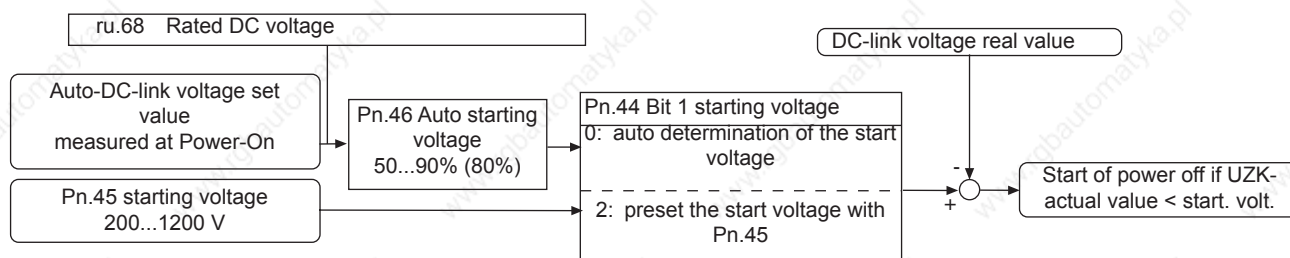 ru.68 Rated DC voltage
DC-link voltage real value
Auto-DC-link voltage set
value
measured at Power-On
Pn.46 Auto starting
voltage
50...90% (80%)
Pn.44 Bit 1 starting voltage
0: auto determination of the start
voltage
2: preset the start voltage with
Pn.45
Pn.45 starting voltage
200...1200 V
-
+
Start of power off if UZK-
actual value < start. volt.
www.rgbautomatyka.pl